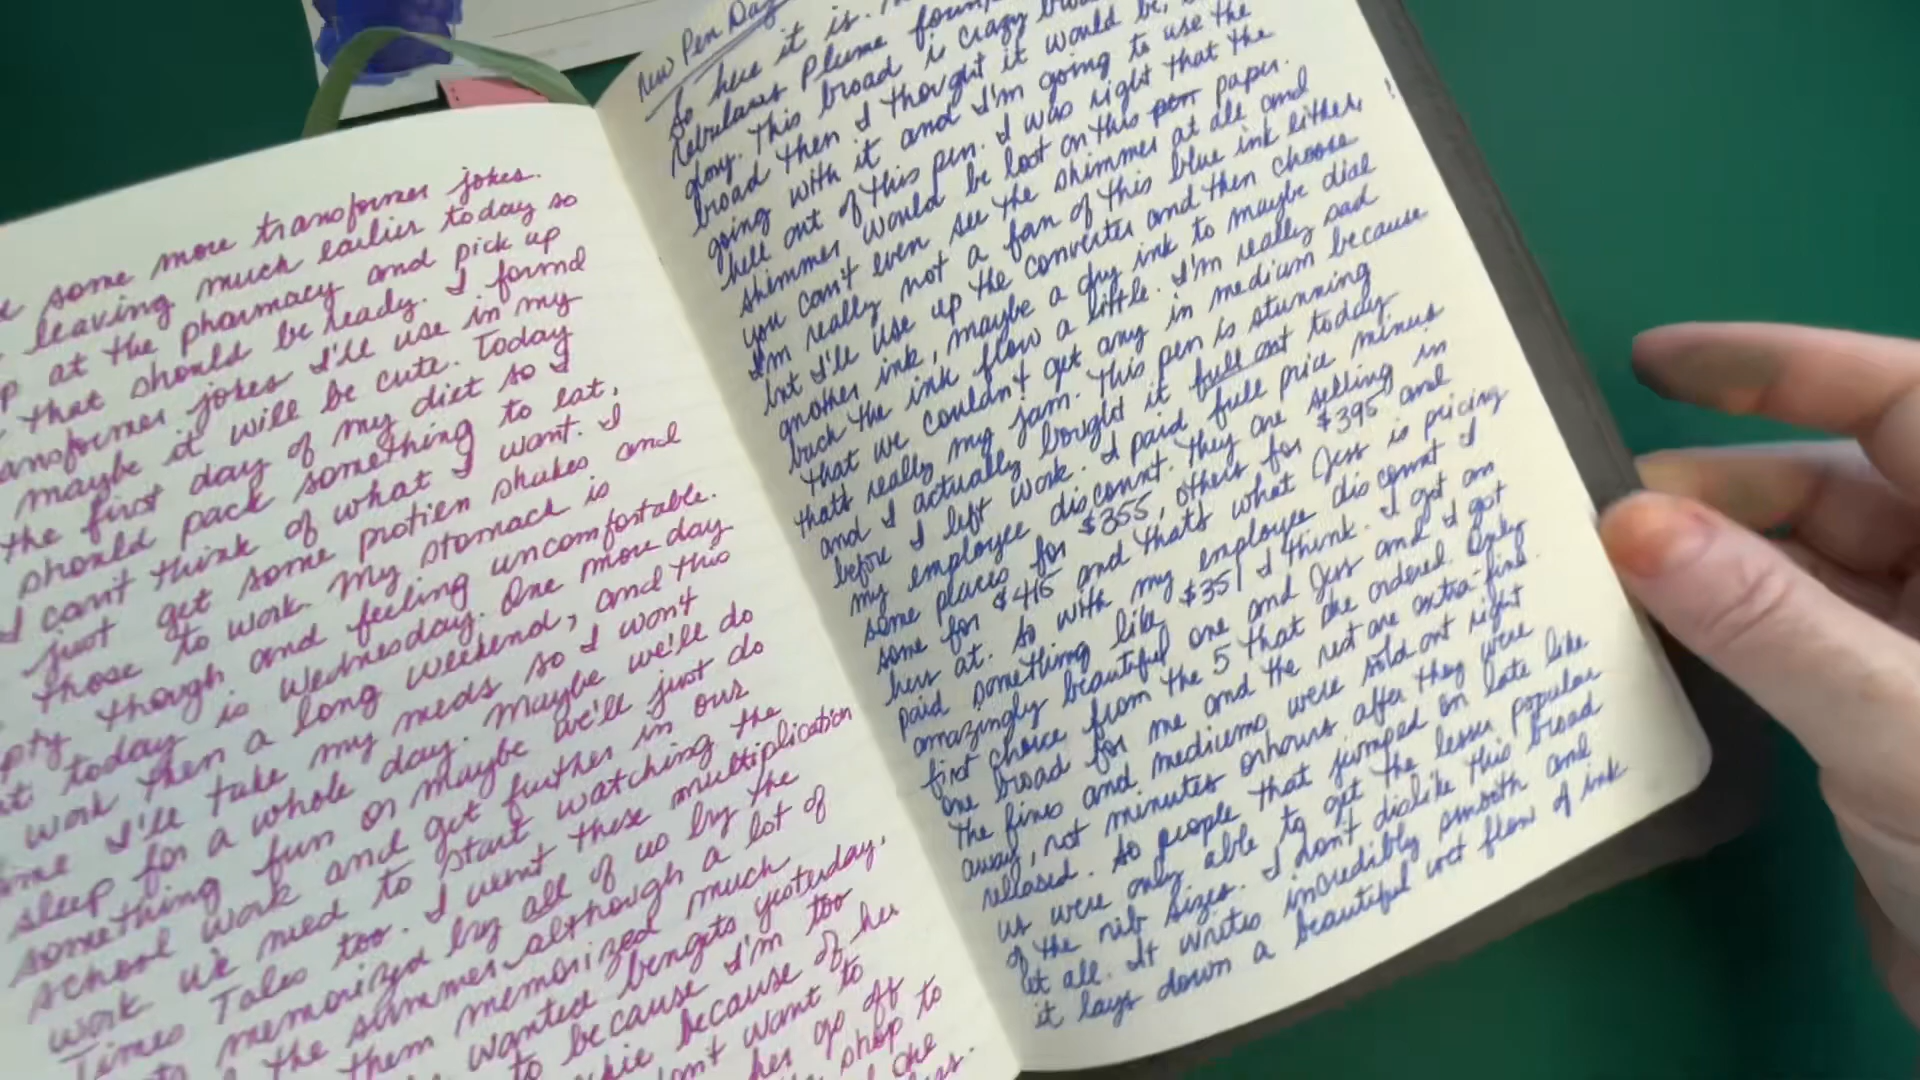 some more transformer jokes.
leaving much earlier today so
at the pharmacy and pick up
that should be ready. I found
transformer jokes I'll use in my
maybe it will be cute. Today
the first day of my diet so I
should pack something to eat,
I can't think of what I want. I
just get some protien shakes and
those to work. My stomach is
though and feeling uncomfortable.
today is Wednesday. One more day
work then a long weekend, and this
I'll take my meds so I won't
sleep for a whole day. Maybe we'll do
something fun or maybe we'll just do
school work and get further in our
work we need to start watching the
Times Tales too. I want these multiplication
memorized by all of us by the
the summer although a lot of
them memorized much
wanted bengets yesterday,
to because I'm too
because of her
don't want to
her go off
shop to
the
New Pen Day
So here it is.
Nebulous Plume
glory. This broad is crazy
broad then I thought it would be,
going with it and I'm going to use the
hell out of this pen. I was right that the
shimmer would be lost on this pen paper.
you can't even see the shimmer at all and
I'm really not a fan of this blue ink either,
but I'll use up the converter and then choose
another ink, maybe a dry ink to maybe dial
back the ink flow a little. I'm really sad
that we couldn't get any in medium because
thats really my jam. This pen is stunning
and I actually bought it full out today
before I left work. I paid full price minus
my employee discount. They are selling in
some places for $355, others for $395 and
some for $415 and thats what Jess is pricing
hers at. So with my employee discount I
paid something like $351 I think. I got an
amazingly beautiful one and Jess and I got
first choice from the 5 that she ordered. Only
one broad for me and the rest are extra-fine.
The fines and mediums were sold out right
away, not minutes or hours after they were
released. So people that jumped on late like
us were only able to get the lesser popular
of the nib sizes. I don't dislike this broad
at all. It writes incredibly smooth and
it lays down a beautiful wet flow of ink